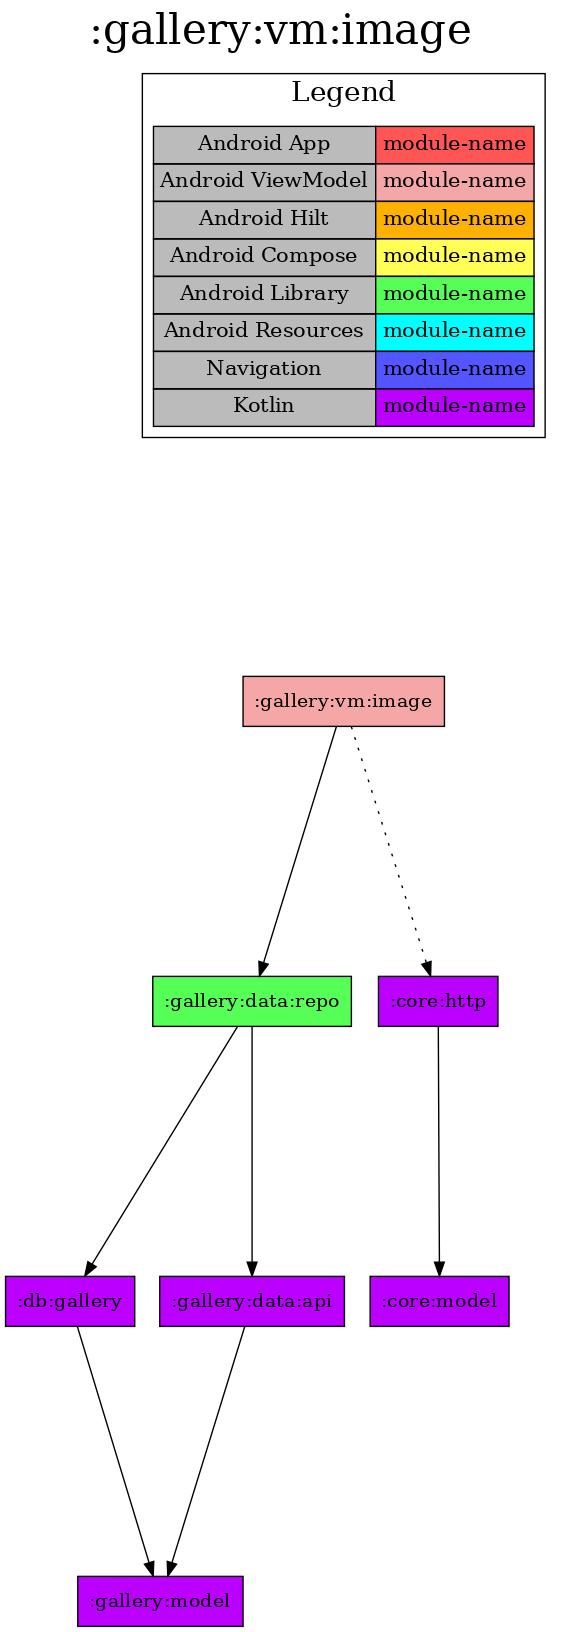 :gallery:vm:image
Legend
Android App module-name
Android ViewModel module-name
Android Hilt module-name
Android Compose module-name
Android Library module-name
Android Resources module-name
Navigation module-name
Kotlin module-name
:gallery:vm:image
:gallery:data:repo :core:http
:db:gallery :gallery:data:api :core:model
:gallery:model